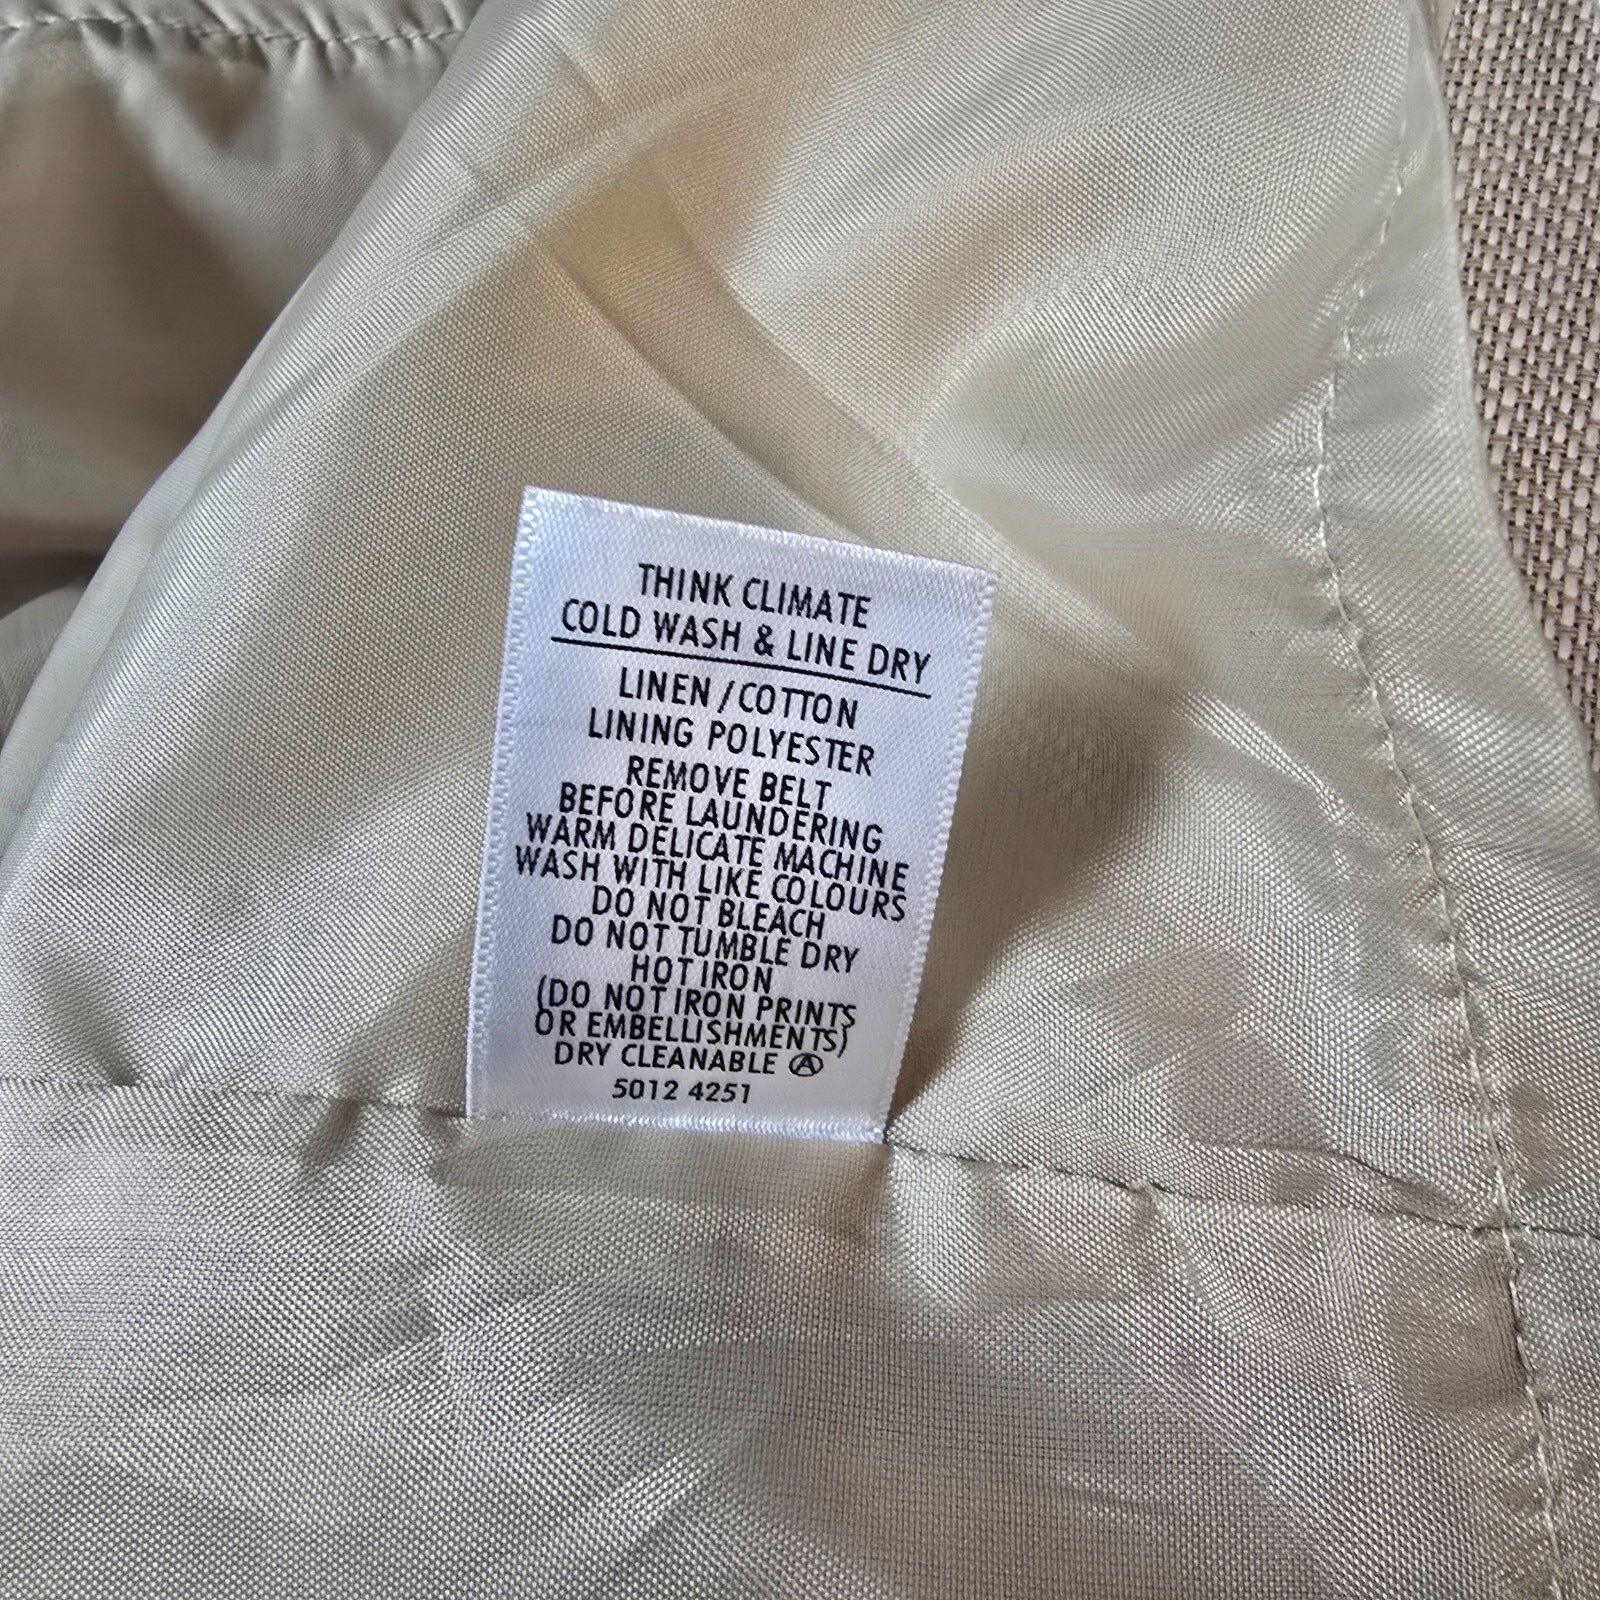 THINK CLIMATE
COLD WASH & LINE DRY
LINEN / COTTON
LINING POLYESTER
REMOVE BELT
BEFORE LAUNDERING
WARM DELICATE MACHINE
WASH WITH LIKE COLOURS
DO NOT BLEACH
DO NOT TUMBLE DRY
HOT IRON
(DO NOT IRON PRINTS
OR EMBELLISHMENTS)
DRY CLEANABLE Ⓐ
5012 4251